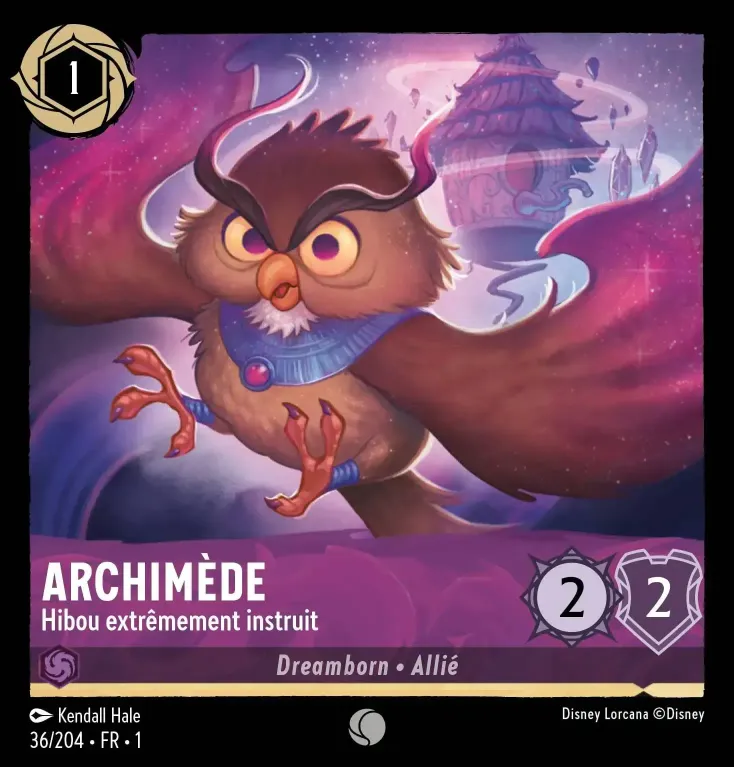 1
ARCHIMÈDE
Hibou extrêmement instruit
2
2
Dreamborn • Allié
Kendall Hale
Disney Lorcana ©Disney
36/204 • FR • 1